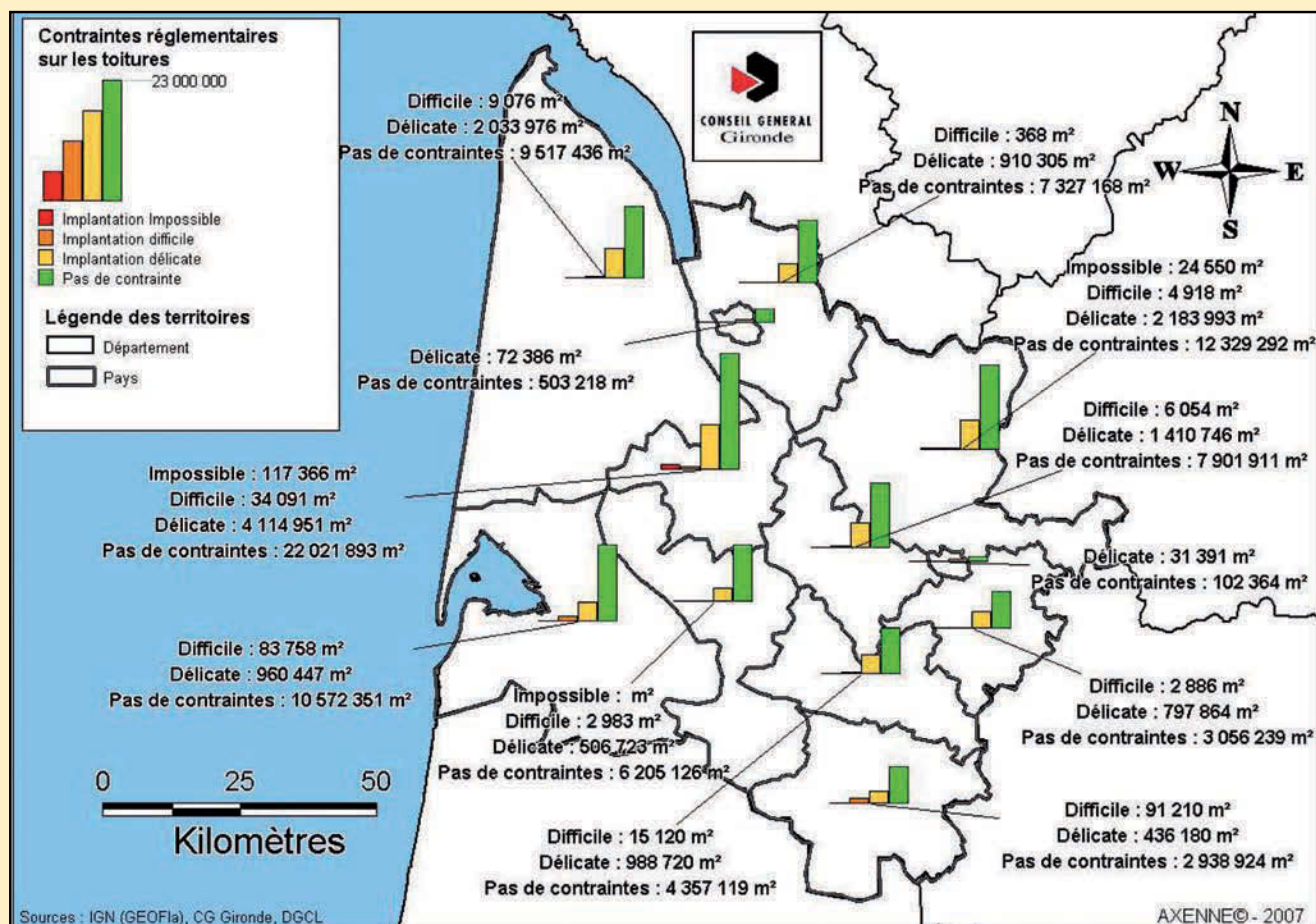 Contraintes réglementaires
sur les toitures
23 000 000
Implantation Impossible
Implantation difficile
Implantation délicate
Pas de contrainte
Légende des territoires
Département
Pays
CONSEIL GENERAL
Gironde
N
W E
S
Difficile : 9 076 m²
Délicate : 2 033 976 m²
Pas de contraintes : 9 517 436 m²
Difficile : 368 m²
Délicate : 910 305 m²
Pas de contraintes : 7 327 168 m²
Impossible : 24 550 m²
Difficile : 4 918 m²
Délicate : 2 183 993 m²
Pas de contraintes : 12 329 292 m²
Délicate : 72 386 m²
Pas de contraintes : 503 218 m²
Difficile : 6 054 m²
Délicate : 1 410 746 m²
Pas de contraintes : 7 901 911 m²
Impossible : 117 366 m²
Difficile : 34 091 m²
Délicate : 4 114 951 m²
Pas de contraintes : 22 021 893 m²
Délicate : 31 391 m²
Pas de contraintes : 102 364 m²
Difficile : 83 758 m²
Délicate : 960 447 m²
Pas de contraintes : 10 572 351 m²
Impossible : m²
Difficile : 2 983 m²
Délicate : 506 723 m²
Pas de contraintes : 6 205 126 m²
Difficile : 2 886 m²
Délicate : 797 864 m²
Pas de contraintes : 3 056 239 m²
Difficile : 15 120 m²
Délicate : 988 720 m²
Pas de contraintes : 4 357 119 m²
Difficile : 91 210 m²
Délicate : 436 180 m²
Pas de contraintes : 2 938 924 m²
0 25 50
Kilomètres
Sources : IGN (GEOFla), CG Gironde, DGCL
AXENNE© - 2007